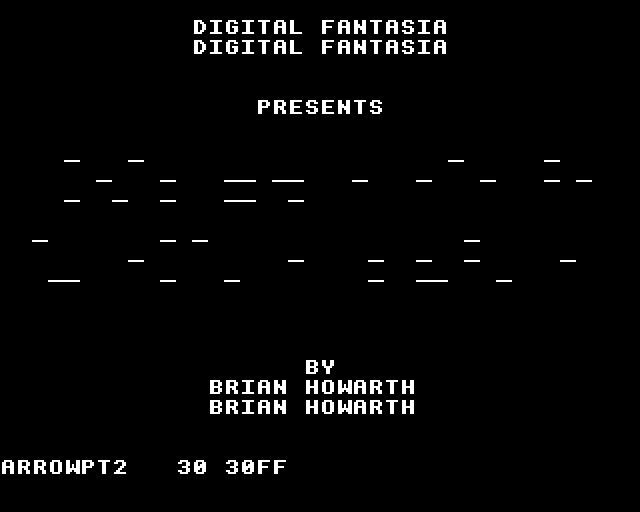 DIGITAL FANTASIA
DIGITAL FANTASIA
PRESENTS
BY
BRIAN HOWARTH
BRIAN HOWARTH
ARROWPT2 30 30FF